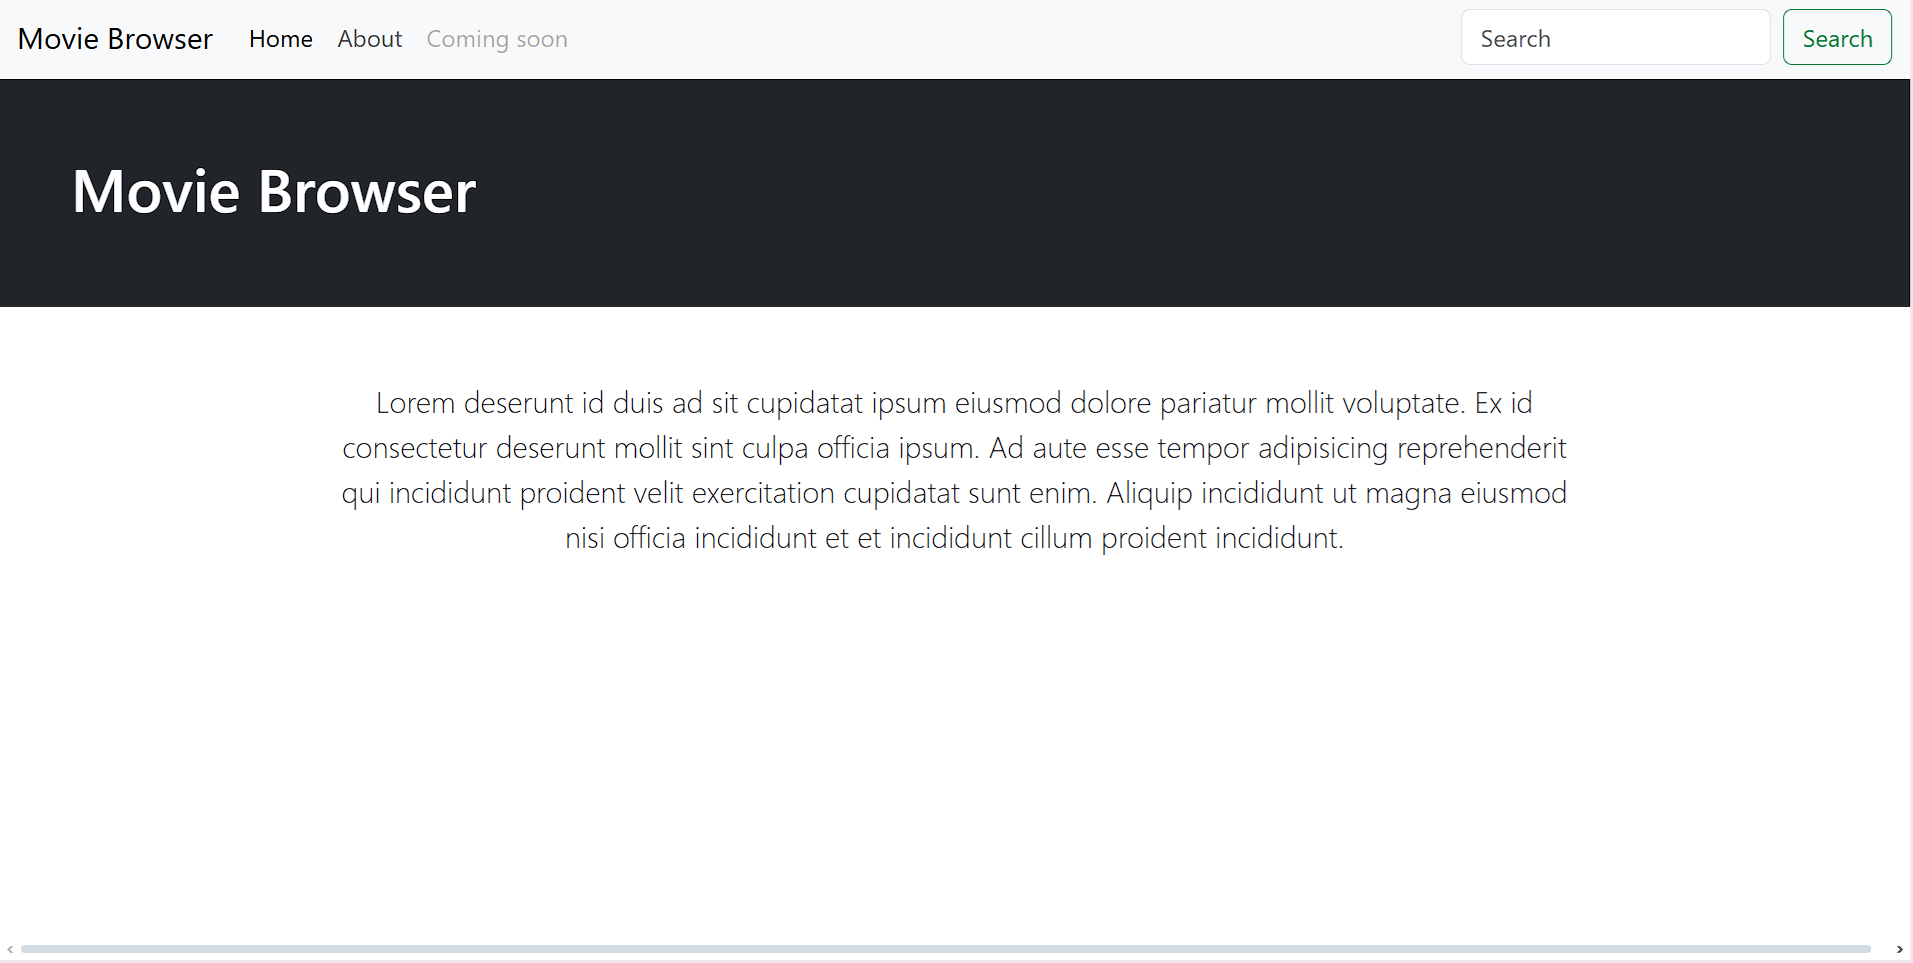 Movie Browser Home About Coming soon Search Search
Movie Browser
Lorem deserunt id duis ad sit cupidatat ipsum eiusmod dolore pariatur mollit voluptate. Ex id
consectetur deserunt mollit sint culpa officia ipsum. Ad aute esse tempor adipisicing reprehenderit
qui incididunt proident velit exercitation cupidatat sunt enim. Aliquip incididunt ut magna eiusmod
nisi officia incididunt et et incididunt cillum proident incididunt.